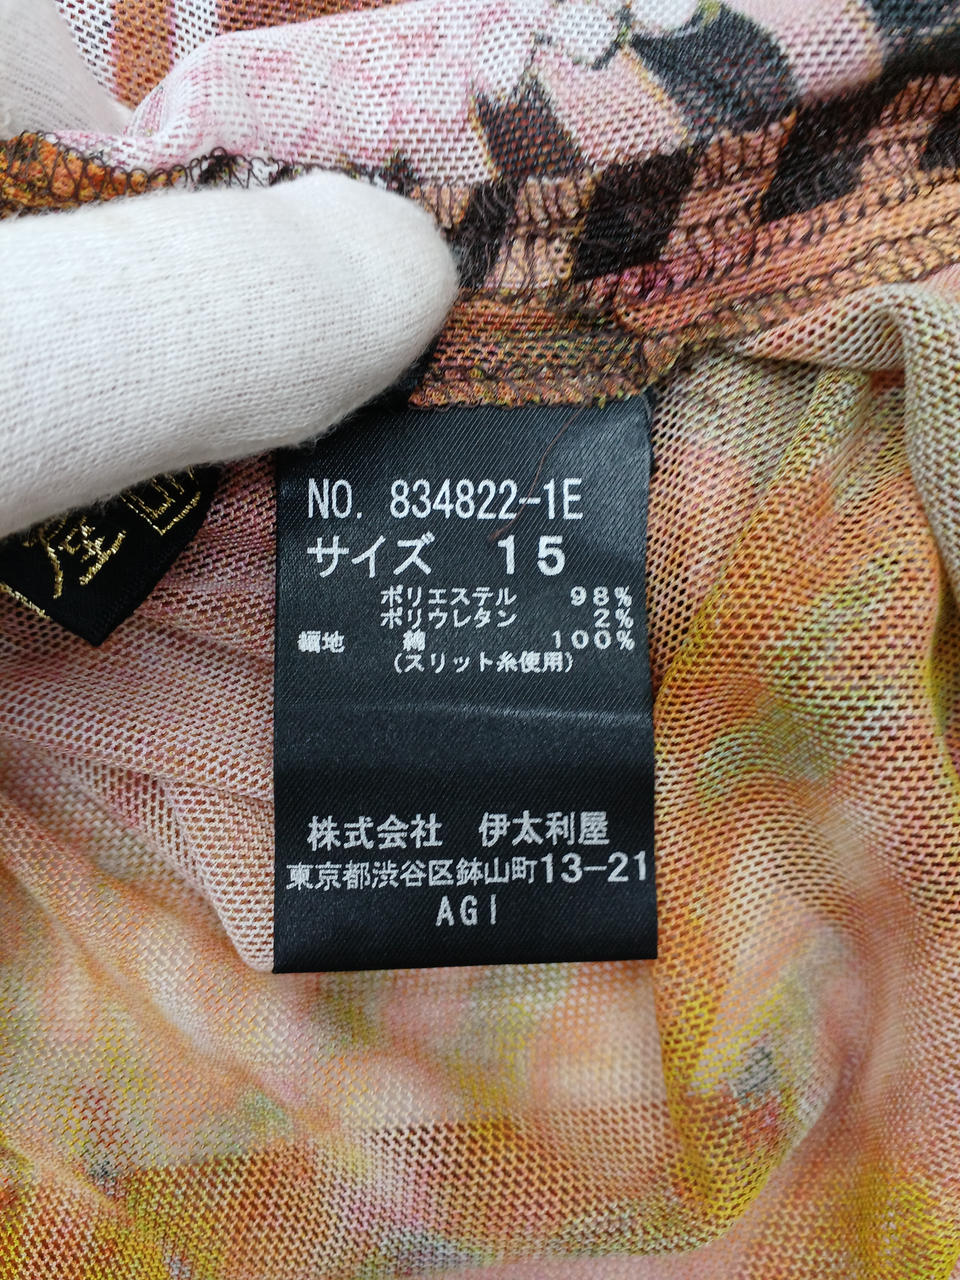 NO. 834822-1E
サイズ 15
ポリエステル 98%
ポリウレタン 2%
綿 100%
(スリット糸使用)
株式会社 伊太利屋
東京都渋谷区鉢山町13-21
AGI